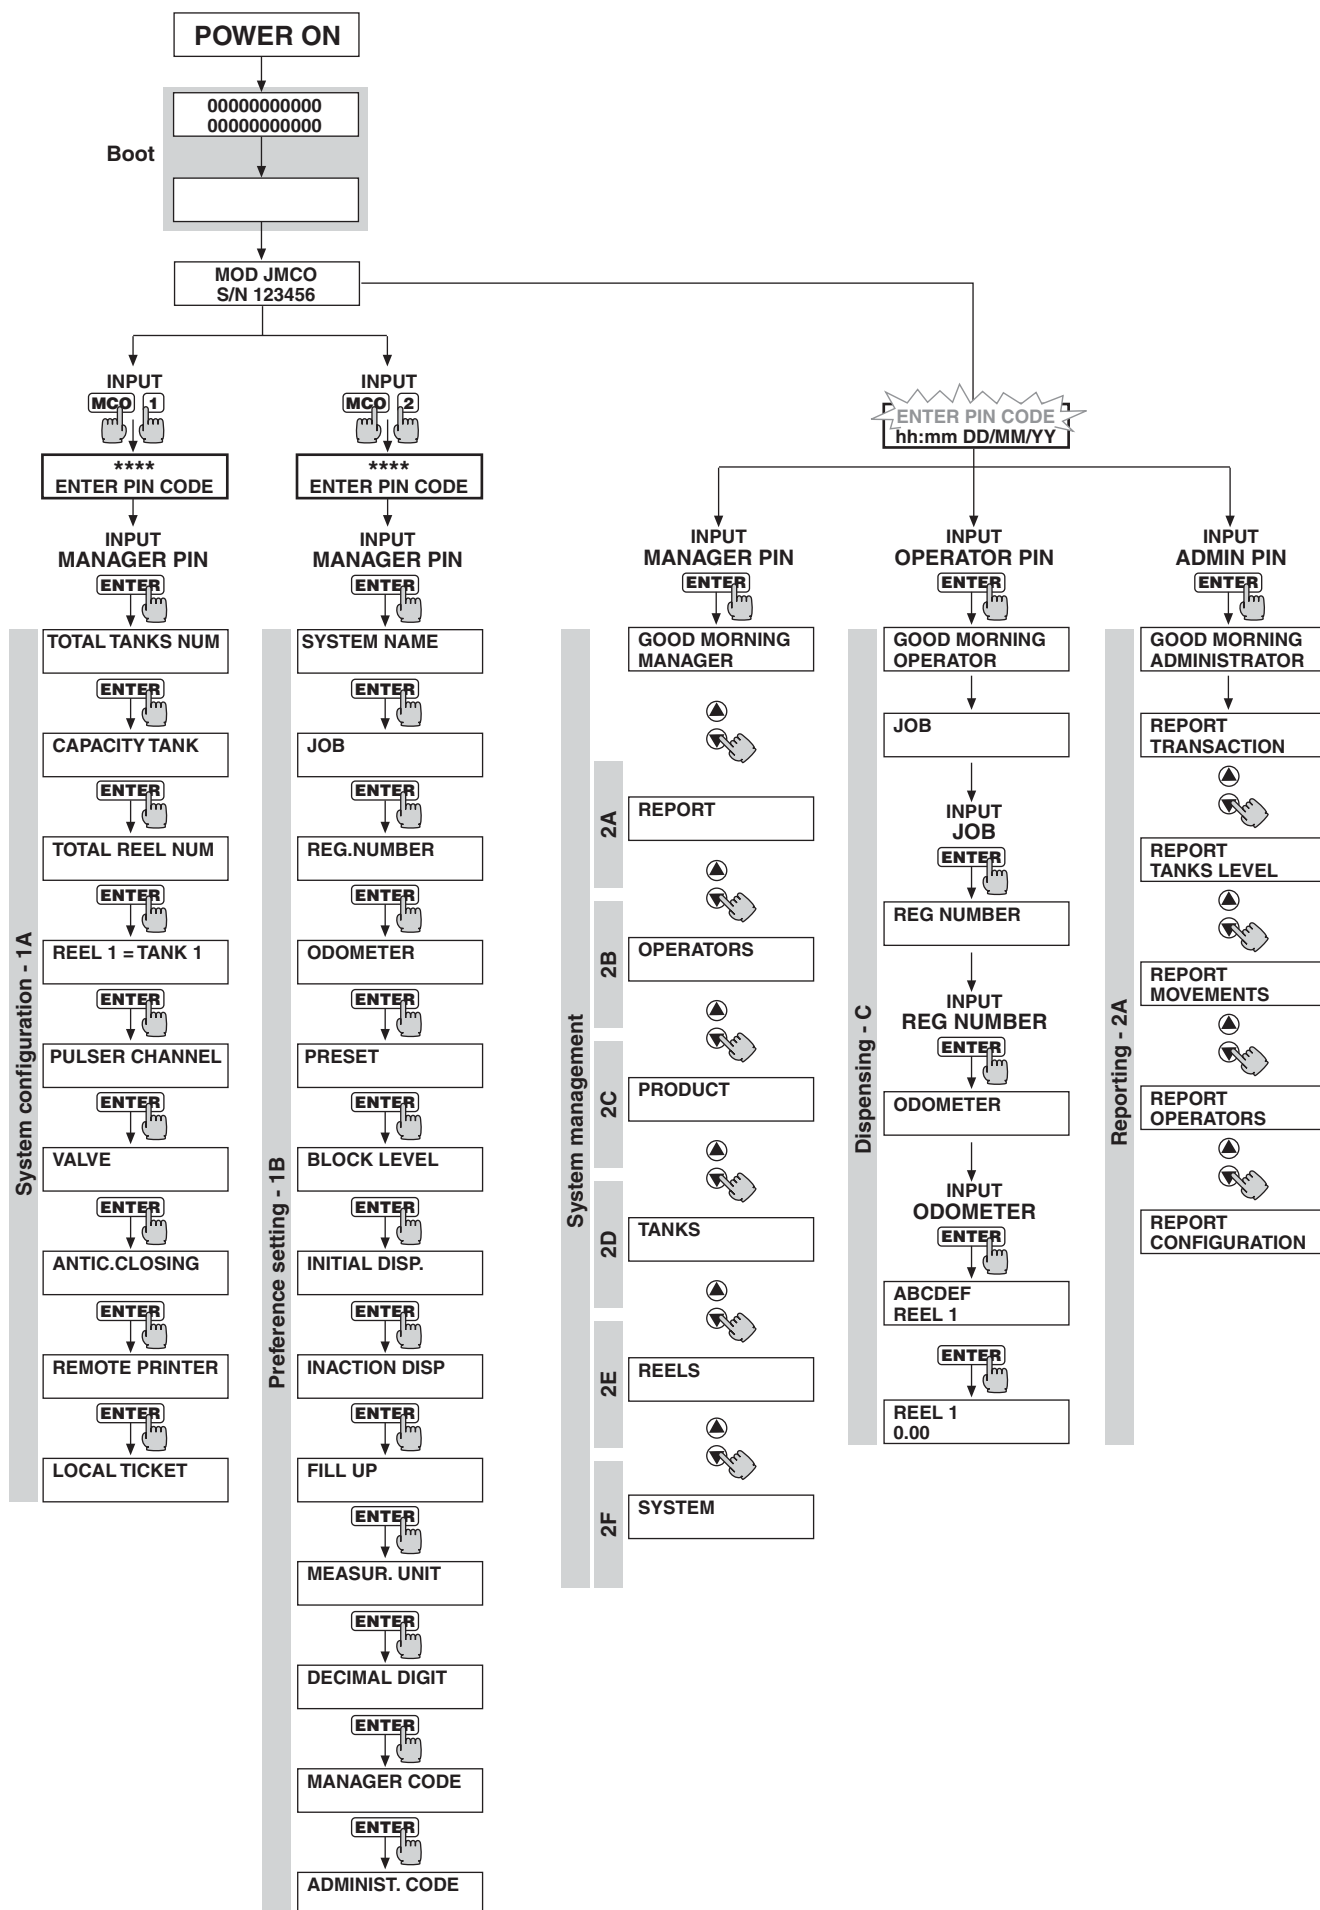 POWER ON
00000000000
00000000000
Boot
MOD JMCO
S/N 123456
INPUT
MCO 1
****
ENTER PIN CODE
INPUT
MANAGER PIN
ENTER
System configuration - 1A
TOTAL TANKS NUM
ENTER
CAPACITY TANK
ENTER
TOTAL REEL NUM
ENTER
REEL 1 = TANK 1
ENTER
PULSER CHANNEL
ENTER
VALVE
ENTER
ANTIC.CLOSING
ENTER
REMOTE PRINTER
ENTER
LOCAL TICKET
INPUT
MCO 2
****
ENTER PIN CODE
INPUT
MANAGER PIN
ENTER
Preference setting - 1B
SYSTEM NAME
ENTER
JOB
ENTER
REG.NUMBER
ENTER
ODOMETER
ENTER
PRESET
ENTER
BLOCK LEVEL
ENTER
INITIAL DISP.
ENTER
INACTION DISP
ENTER
FILL UP
ENTER
MEASUR. UNIT
ENTER
DECIMAL DIGIT
ENTER
MANAGER CODE
ENTER
ADMINIST. CODE
ENTER PIN CODE
hh:mm DD/MM/YY
INPUT
MANAGER PIN
ENTER
System management
GOOD MORNING
MANAGER
2A
REPORT
2B
OPERATORS
2C
PRODUCT
2D
TANKS
2E
REELS
2F
SYSTEM
INPUT
OPERATOR PIN
ENTER
Dispensing - C
GOOD MORNING
OPERATOR
JOB
INPUT
JOB
ENTER
REG NUMBER
INPUT
REG NUMBER
ENTER
ODOMETER
INPUT
ODOMETER
ENTER
ABCDEF
REEL 1
ENTER
REEL 1
0.00
INPUT
ADMIN PIN
ENTER
Reporting - 2A
GOOD MORNING
ADMINISTRATOR
REPORT
TRANSACTION
REPORT
TANKS LEVEL
REPORT
MOVEMENTS
REPORT
OPERATORS
REPORT
CONFIGURATION